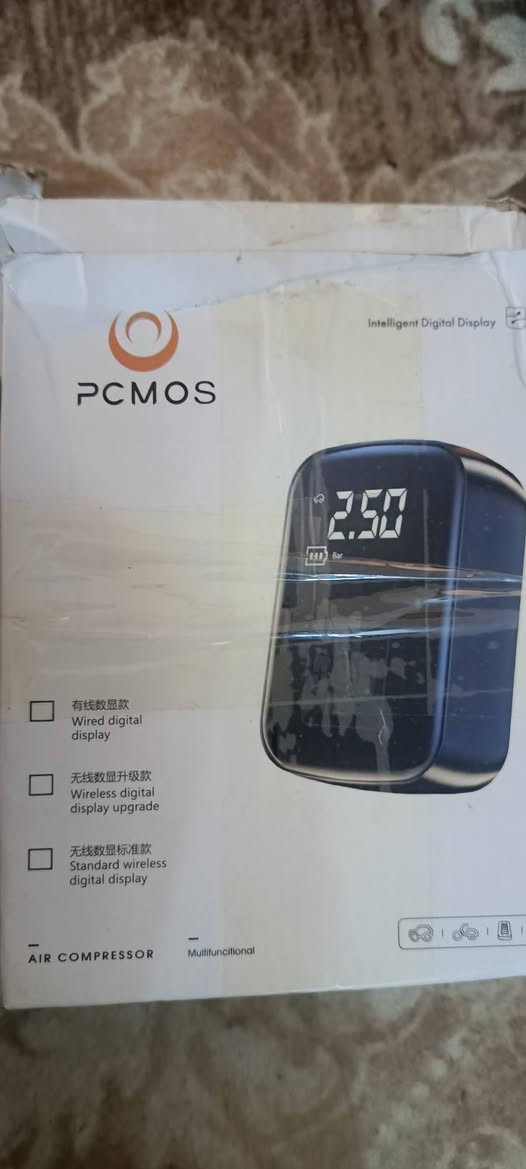 Intelligent Digital Display
PCMOS
2.50
Bar
有线数显款
Wired digital
display
无线数显升级款
Wireless digital
display upgrade
无线数显标准款
Standard wireless
digital display
AIR COMPRESSOR
Multifuncitional